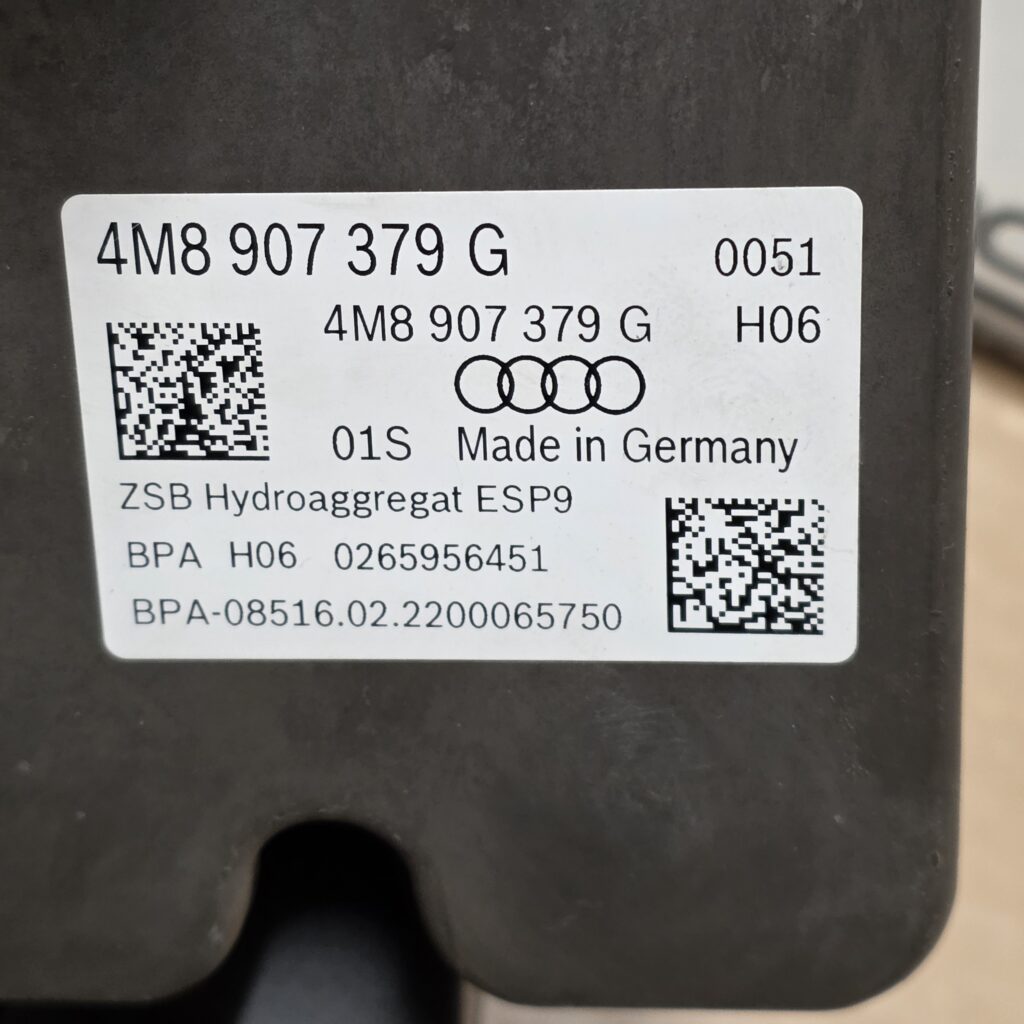 4M8 907 379 G 0051
4M8 907 379 G H06
01S Made in Germany
ZSB Hydroaggregat ESP9
BPA H06 0265956451
BPA-08516.02.2200065750